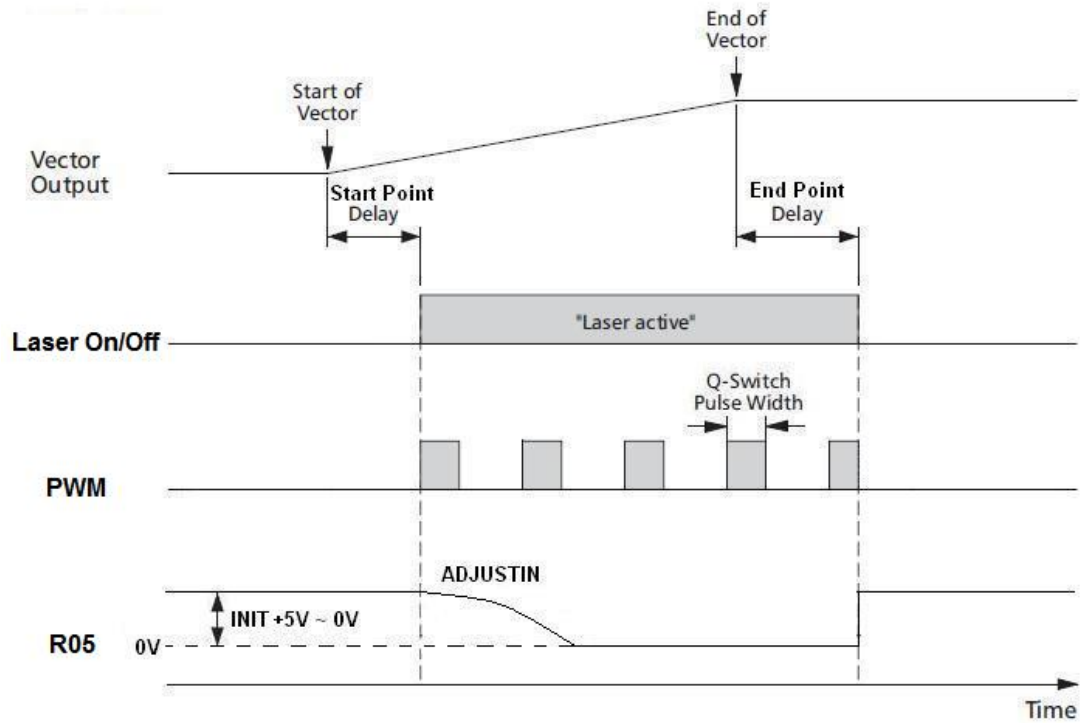 End of
Vector
Start of
Vector
Vector
Output
Start Point
Delay
End Point
Delay
"Laser active"
Laser On/Off
Q-Switch
Pulse Width
PWM
ADJUSTIN
INIT +5V ~ 0V
R05
0V
Time